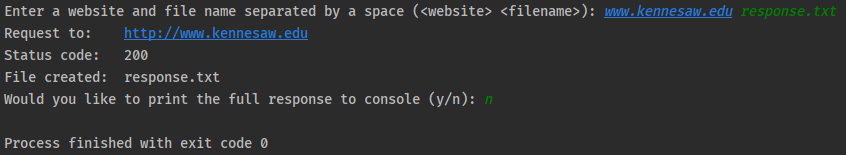 Enter a website and file name separated by a space (<website> <filename>): www.kennesaw.edu response.txt
Request to: http://www.kennesaw.edu
Status code: 200
File created: response.txt
Would you like to print the full response to console (y/n): n
Process finished with exit code 0